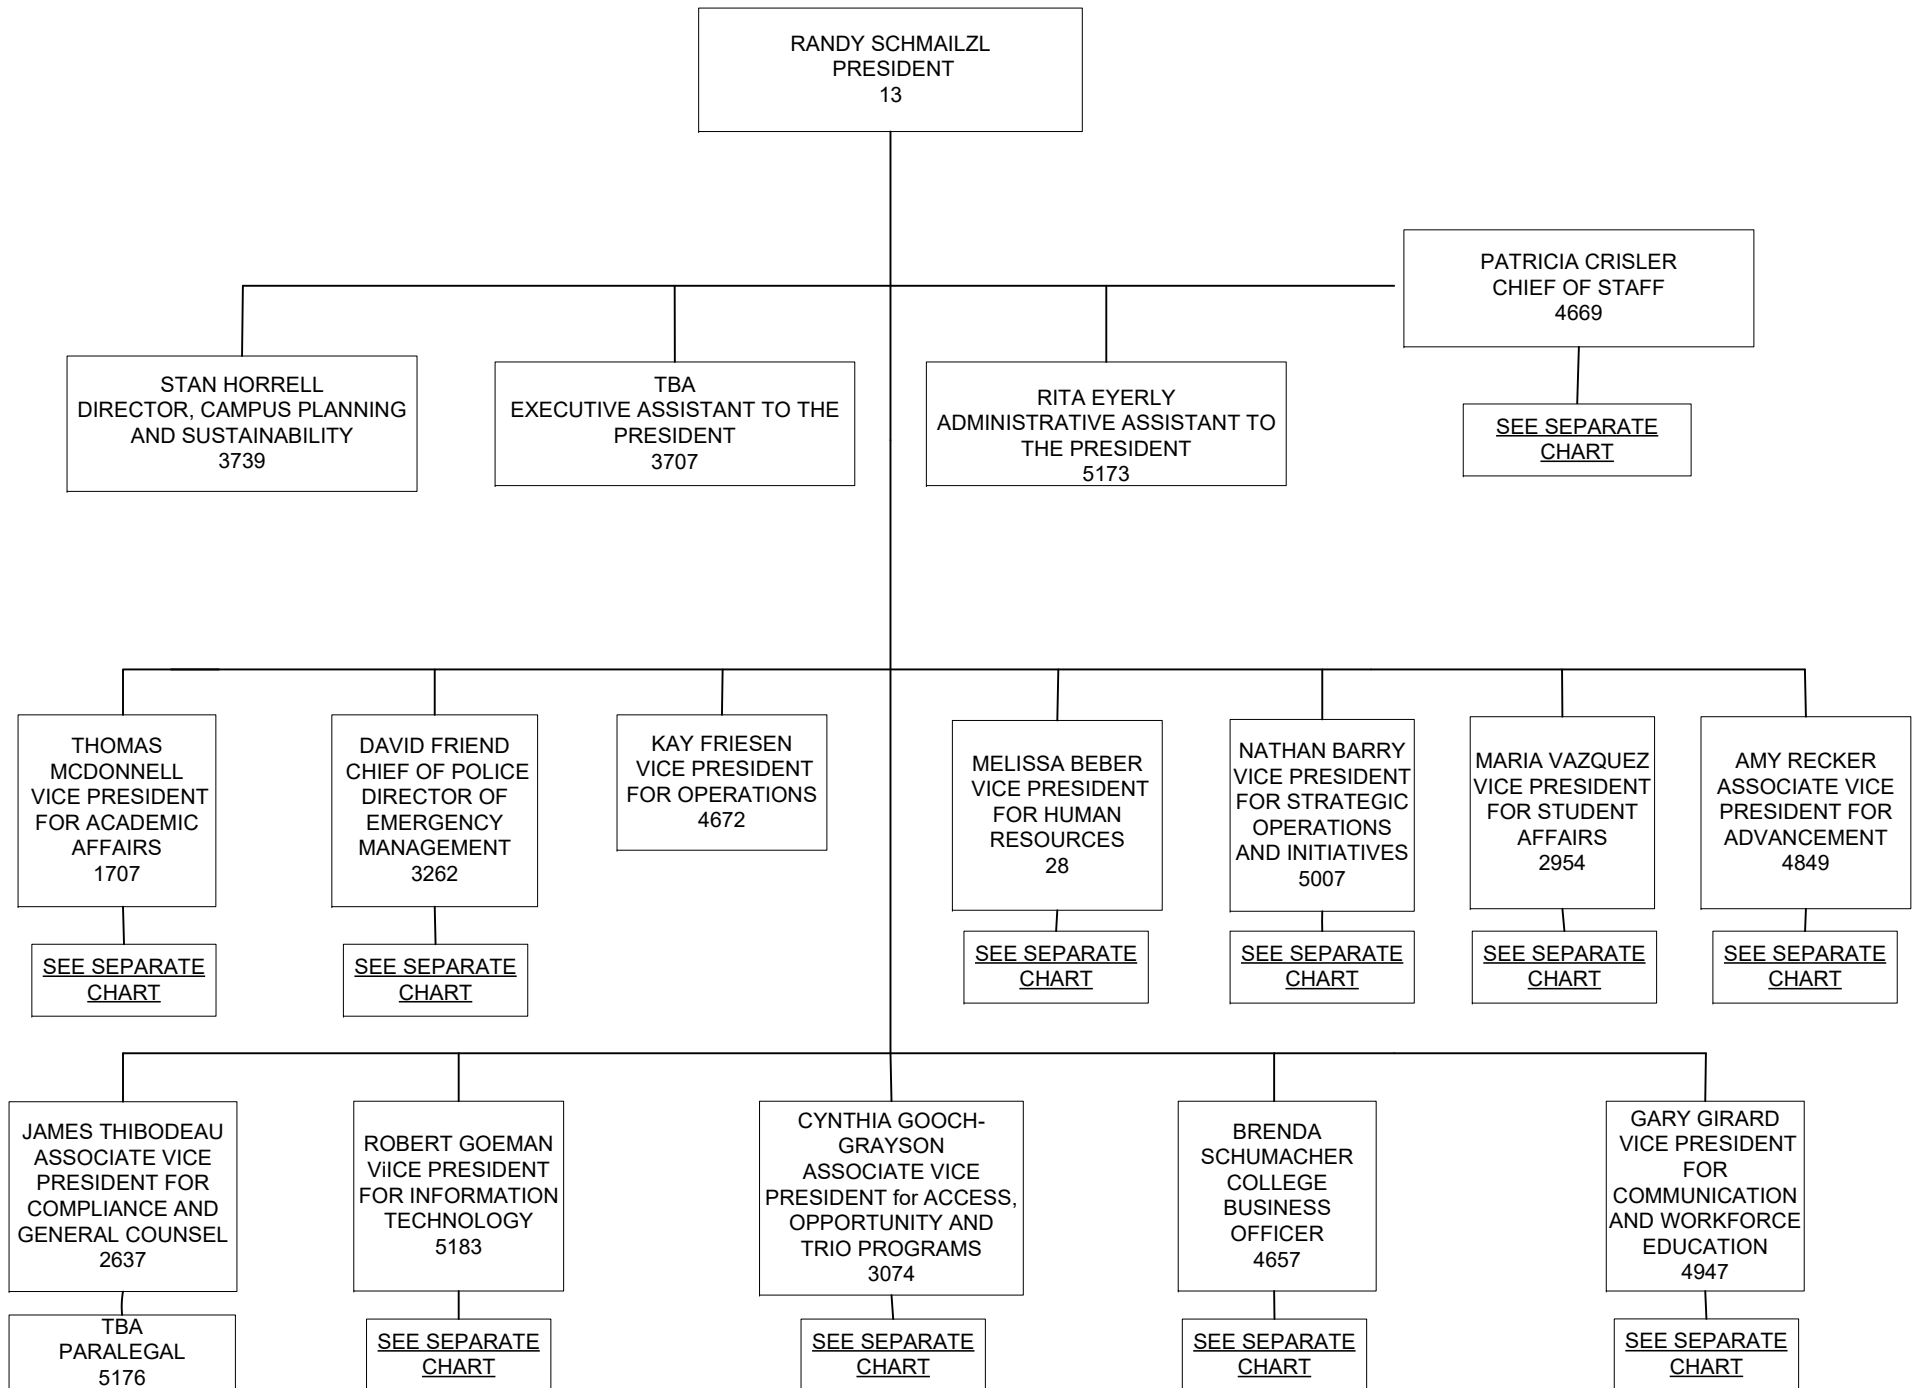 RANDY SCHMAILZL
PRESIDENT
13
PATRICIA CRISLER
CHIEF OF STAFF
4669
SEE SEPARATE
CHART
STAN HORRELL
DIRECTOR, CAMPUS PLANNING
AND SUSTAINABILITY
3739
TBA
EXECUTIVE ASSISTANT TO THE
PRESIDENT
3707
RITA EYERLY
ADMINISTRATIVE ASSISTANT TO
THE PRESIDENT
5173
THOMAS
MCDONNELL
VICE PRESIDENT
FOR ACADEMIC
AFFAIRS
1707
SEE SEPARATE
CHART
DAVID FRIEND
CHIEF OF POLICE
DIRECTOR OF
EMERGENCY
MANAGEMENT
3262
SEE SEPARATE
CHART
KAY FRIESEN
VICE PRESIDENT
FOR OPERATIONS
4672
MELISSA BEBER
VICE PRESIDENT
FOR HUMAN
RESOURCES
28
SEE SEPARATE
CHART
NATHAN BARRY
VICE PRESIDENT
FOR STRATEGIC
OPERATIONS
AND INITIATIVES
5007
SEE SEPARATE
CHART
MARIA VAZQUEZ
VICE PRESIDENT
FOR STUDENT
AFFAIRS
2954
SEE SEPARATE
CHART
AMY RECKER
ASSOCIATE VICE
PRESIDENT FOR
ADVANCEMENT
4849
SEE SEPARATE
CHART
JAMES THIBODEAU
ASSOCIATE VICE
PRESIDENT FOR
COMPLIANCE AND
GENERAL COUNSEL
2637
TBA
PARALEGAL
5176
ROBERT GOEMAN
ViICE PRESIDENT
FOR INFORMATION
TECHNOLOGY
5183
SEE SEPARATE
CHART
CYNTHIA GOOCH-
GRAYSON
ASSOCIATE VICE
PRESIDENT for ACCESS,
OPPORTUNITY AND
TRIO PROGRAMS
3074
SEE SEPARATE
CHART
BRENDA
SCHUMACHER
COLLEGE
BUSINESS
OFFICER
4657
SEE SEPARATE
CHART
GARY GIRARD
VICE PRESIDENT
FOR
COMMUNICATION
AND WORKFORCE
EDUCATION
4947
SEE SEPARATE
CHART